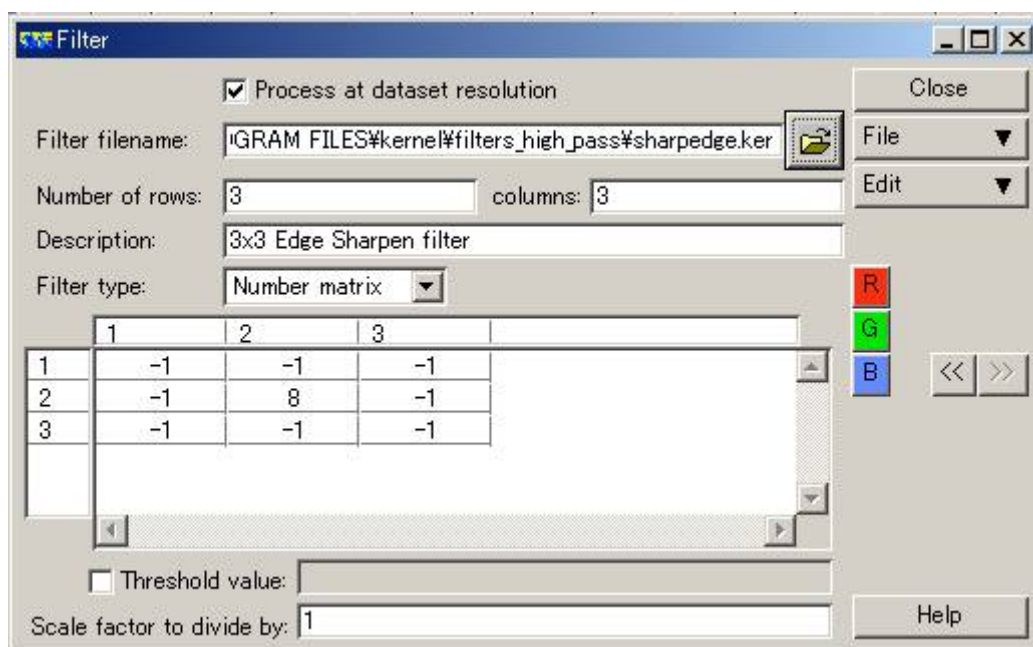 Filter
Process at dataset resolution
Close
Filter filename: GRAM FILES¥kernel¥filters_high_pass¥sharpedge.ker
File
Number of rows: 3 columns: 3
Edit
Description: 3x3 Edge Sharpen filter
Filter type: Number matrix
R
G
B
<< >>
1 2 3
1 -1 -1 -1
2 -1 8 -1
3 -1 -1 -1
Threshold value:
Scale factor to divide by: 1
Help